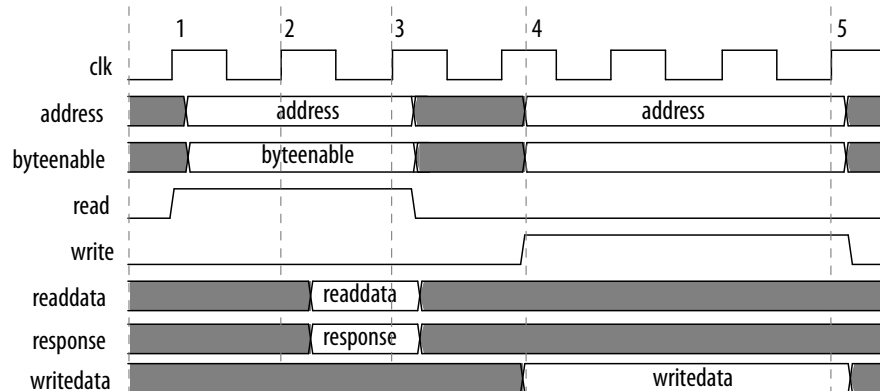 1 2 3 4 5
clk
address address address
byteenable byteenable
read
write
readdata readdata
response response
writedata writedata